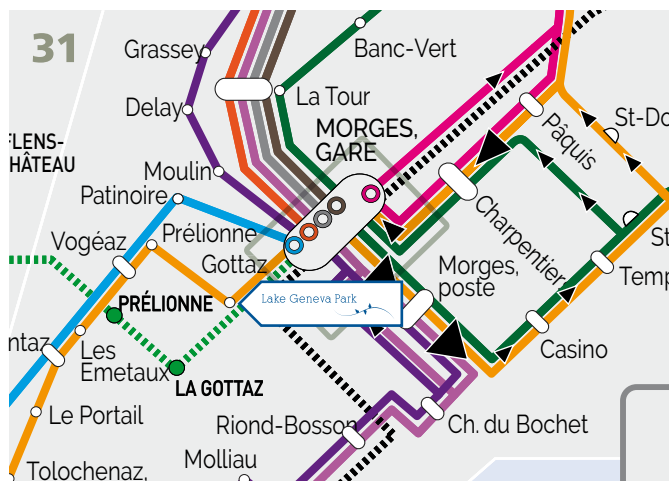 31
Grassey
Banc-Vert
Delay
La Tour
MORGES,
GARE
St-Do
Pâquis
FLENS-
HÂTEAU
Moulin
Patinoire
Charpentier
Vogéaz
Prélionne
St
Gottaz
Morges,
poste
Temp
Lake Geneva Park
PRÉLIONNE
ntaz
Les
Emetaux
Casino
LA GOTTAZ
Le Portail
Riond-Bosson
Ch. du Bochet
Molliau
Tolochenaz,